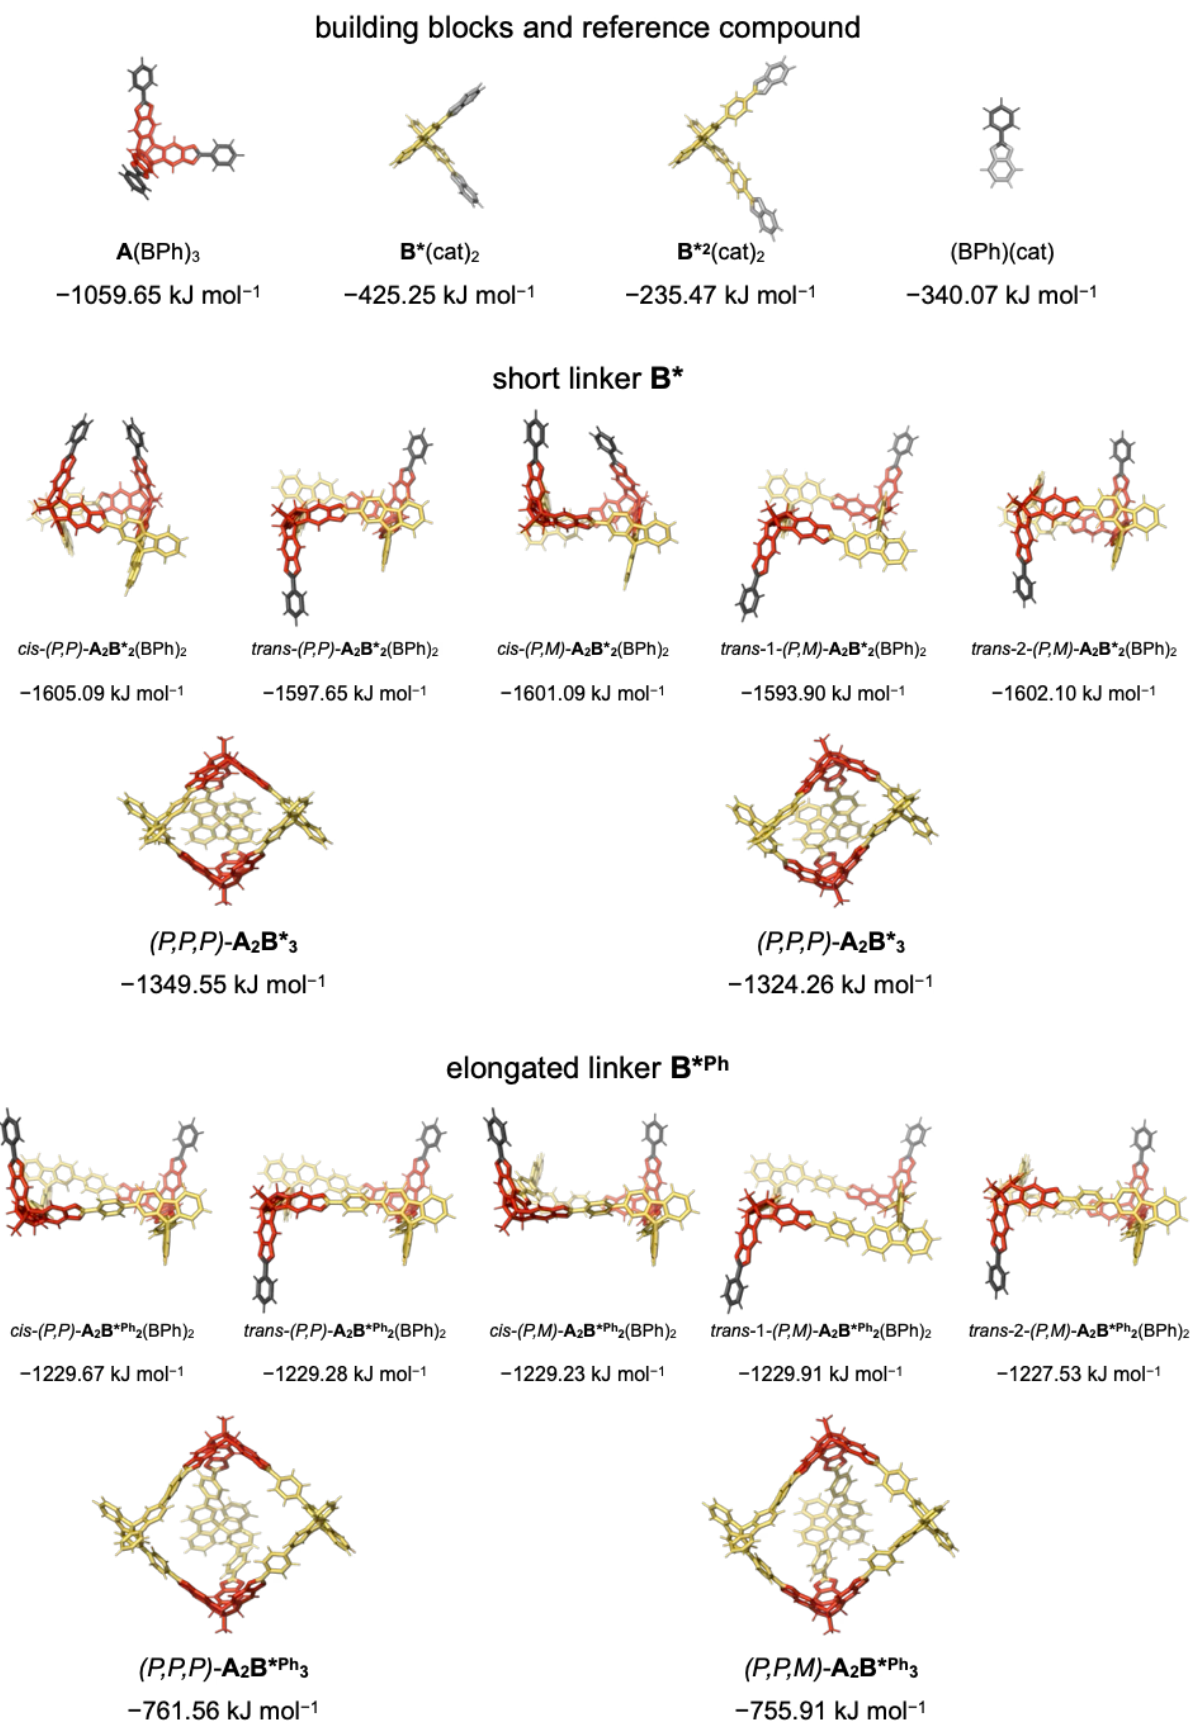 building blocks and reference compound
A(BPh)₃ B*(cat)₂ B*²(cat)₂ (BPh)(cat)
−1059.65 kJ mol⁻¹ −425.25 kJ mol⁻¹ −235.47 kJ mol⁻¹ −340.07 kJ mol⁻¹
short linker B*
cis-(P,P)-A₂B*₂(BPh)₂ trans-(P,P)-A₂B*₂(BPh)₂ cis-(P,M)-A₂B*₂(BPh)₂ trans-1-(P,M)-A₂B*₂(BPh)₂ trans-2-(P,M)-A₂B*₂(BPh)₂
−1605.09 kJ mol⁻¹ −1597.65 kJ mol⁻¹ −1601.09 kJ mol⁻¹ −1593.90 kJ mol⁻¹ −1602.10 kJ mol⁻¹
(P,P,P)-A₂B*₃ (P,P,P)-A₂B*₃
−1349.55 kJ mol⁻¹ −1324.26 kJ mol⁻¹
elongated linker B*ᴾʰ
cis-(P,P)-A₂B*ᴾʰ₂(BPh)₂ trans-(P,P)-A₂B*ᴾʰ₂(BPh)₂ cis-(P,M)-A₂B*ᴾʰ₂(BPh)₂ trans-1-(P,M)-A₂B*ᴾʰ₂(BPh)₂ trans-2-(P,M)-A₂B*ᴾʰ₂(BPh)₂
−1229.67 kJ mol⁻¹ −1229.28 kJ mol⁻¹ −1229.23 kJ mol⁻¹ −1229.91 kJ mol⁻¹ −1227.53 kJ mol⁻¹
(P,P,P)-A₂B*ᴾʰ₃ (P,P,M)-A₂B*ᴾʰ₃
−761.56 kJ mol⁻¹ −755.91 kJ mol⁻¹